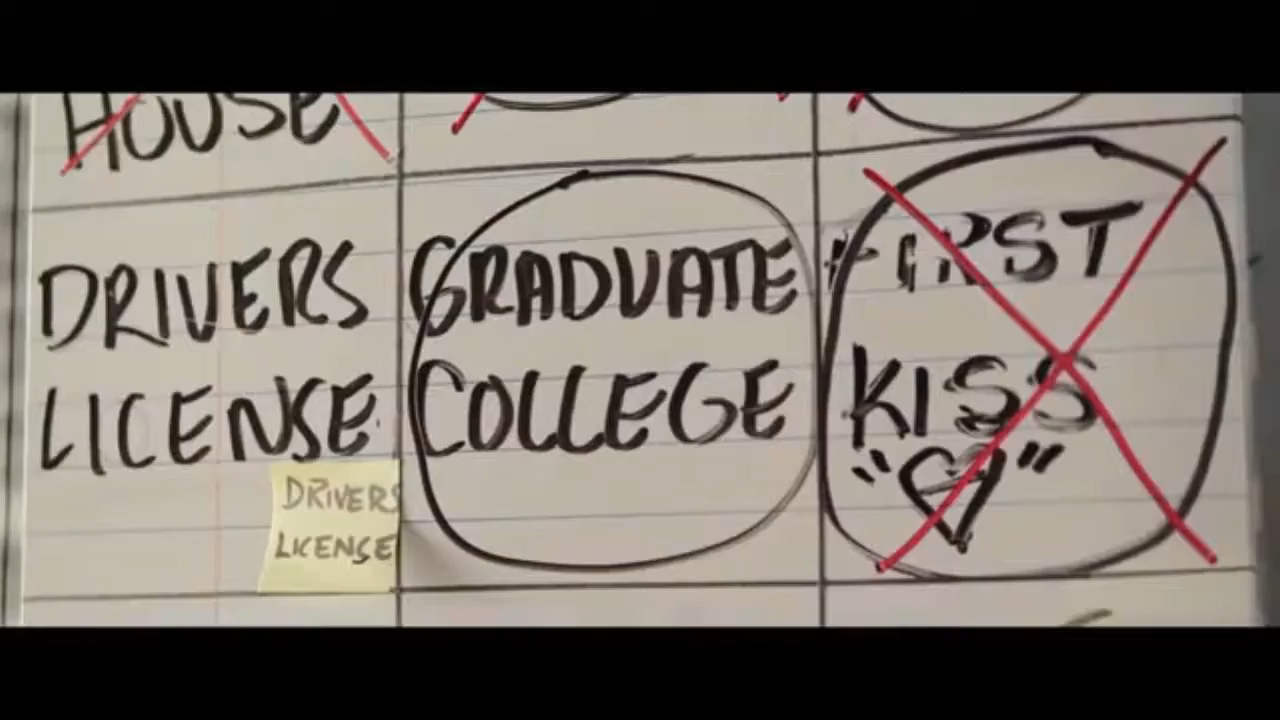 HOUSE
DRIVERS
LICENSE
DRIVERS
LICENSE
GRADUATE
COLLEGE
FIRST
KISS
"♡"